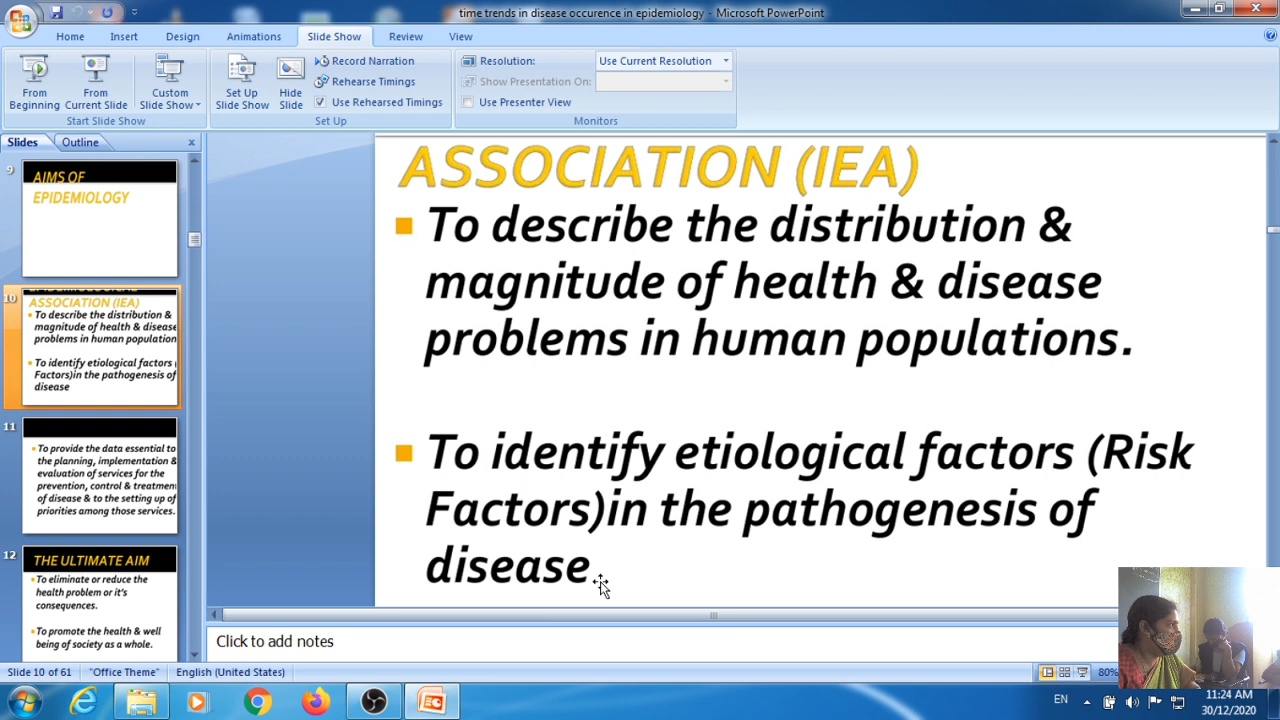 time trends in disease occurence in epidemiology - Microsoft PowerPoint
Home Insert Design Animations Slide Show Review View
From Beginning
From Current Slide
Custom Slide Show
Start Slide Show
Set Up Slide Show
Hide Slide
Record Narration
Rehearse Timings
Use Rehearsed Timings
Set Up
Resolution: Use Current Resolution
Show Presentation On:
Use Presenter View
Monitors
Slides Outline
9
AIMS OF
EPIDEMIOLOGY
10
ASSOCIATION (IEA)
To describe the distribution &
magnitude of health & disease
problems in human population
To identify etiological factors
Factors)in the pathogenesis of
disease
11
To provide the data essential to
the planning, implementation &
evaluation of services for the
prevention, control & treatment
of disease & to the setting up of
priorities among those services.
12
THE ULTIMATE AIM
To eliminate or reduce the
health problem or it's
consequences.
To promote the health & well
being of society as a whole.
ASSOCIATION (IEA)
To describe the distribution &
magnitude of health & disease
problems in human populations.
To identify etiological factors (Risk
Factors)in the pathogenesis of
disease.
Click to add notes
Slide 10 of 61 "Office Theme" English (United States) 80%
EN
11:24 AM
30/12/2020